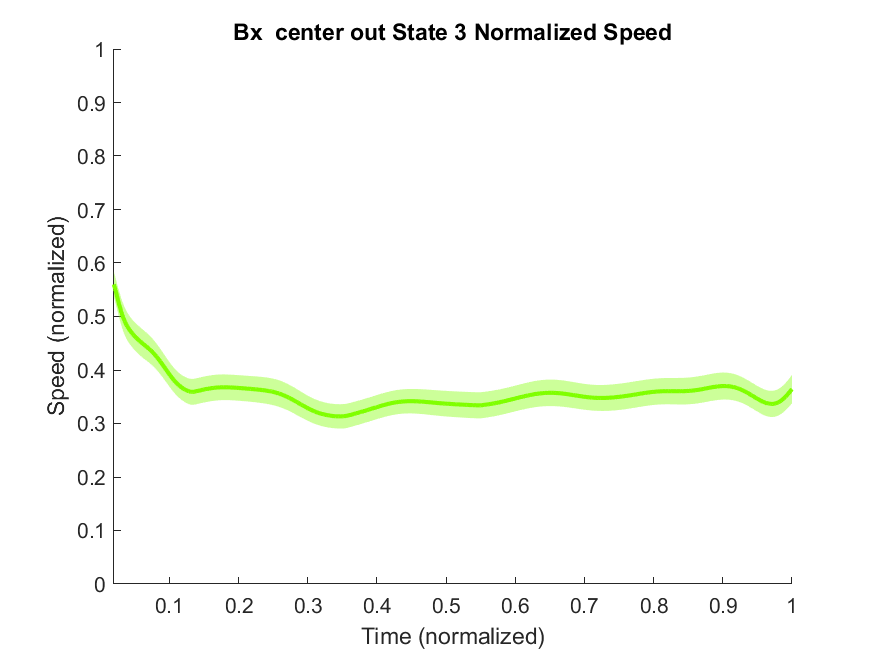 Bx  center out State 3 Normalized Speed
1
0.9
0.8
0.7
0.6
0.5
0.4
0.3
0.2
0.1
0
Speed (normalized)
0.1 0.2 0.3 0.4 0.5 0.6 0.7 0.8 0.9 1
Time (normalized)